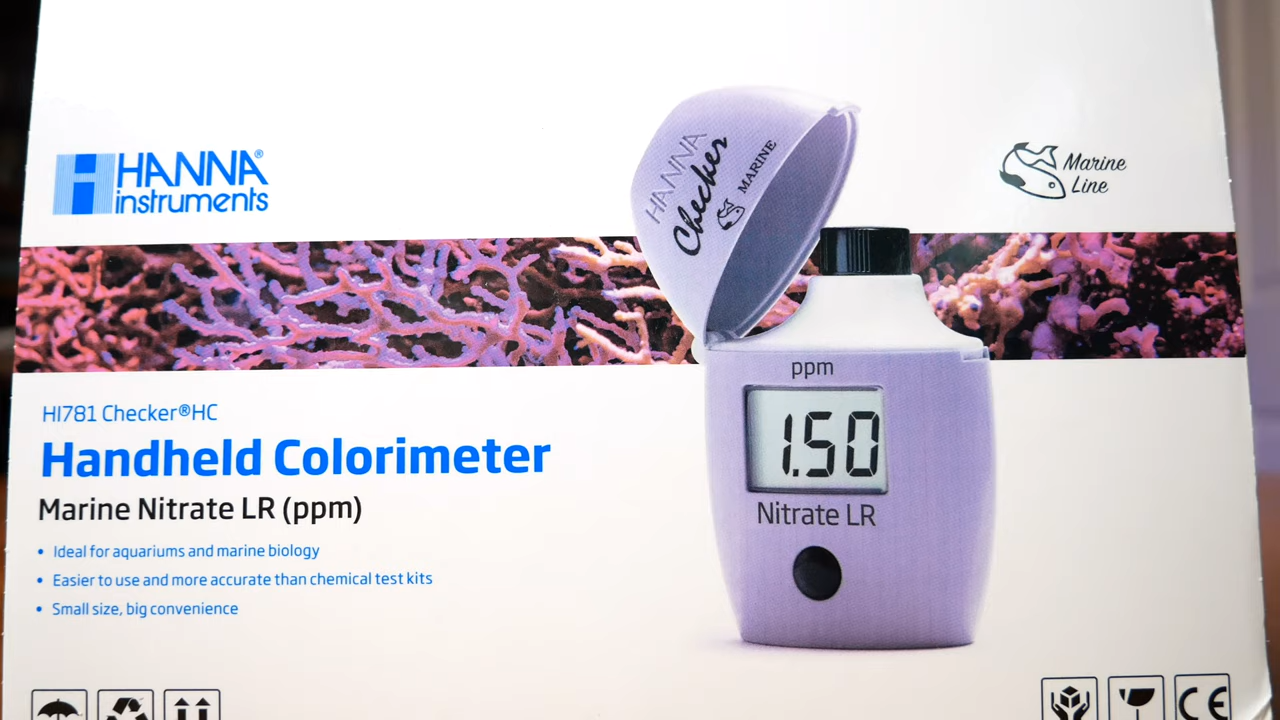 HANNA®
instruments
HANNA
Checker
MARINE
Marine
Line
HI781 Checker®HC
Handheld Colorimeter
Marine Nitrate LR (ppm)
• Ideal for aquariums and marine biology
• Easier to use and more accurate than chemical test kits
• Small size, big convenience
ppm
1.50
Nitrate LR
CE